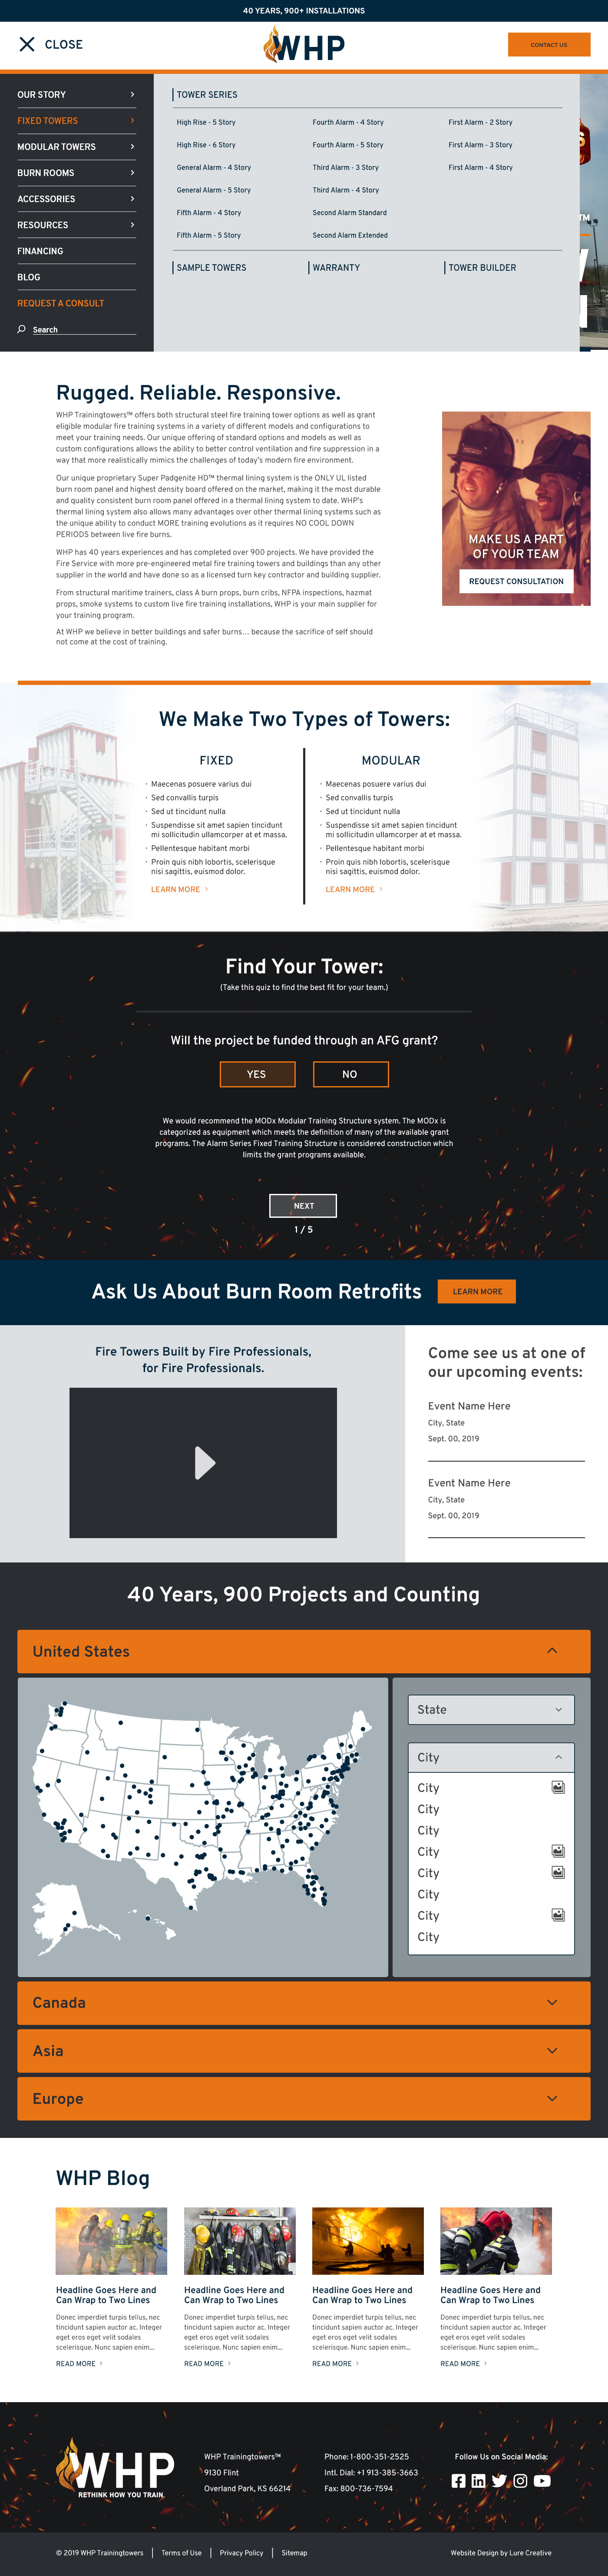 40 YEARS, 900+ INSTALLATIONS
CLOSE
WHP
CONTACT US
OUR STORY
FIXED TOWERS
MODULAR TOWERS
BURN ROOMS
ACCESSORIES
RESOURCES
FINANCING
BLOG
REQUEST A CONSULT
Search
TOWER SERIES
High Rise - 5 Story
High Rise - 6 Story
General Alarm - 4 Story
General Alarm - 5 Story
Fifth Alarm - 4 Story
Fifth Alarm - 5 Story
Fourth Alarm - 4 Story
Fourth Alarm - 5 Story
Third Alarm - 3 Story
Third Alarm - 4 Story
Second Alarm Standard
Second Alarm Extended
First Alarm - 2 Story
First Alarm - 3 Story
First Alarm - 4 Story
SAMPLE TOWERS
WARRANTY
TOWER BUILDER
TM
Rugged. Reliable. Responsive.
WHP Trainingtowers™ offers both structural steel fire training tower options as well as grant
eligible modular fire training systems in a variety of different models and configurations to
meet your training needs. Our unique offering of standard options and models as well as
custom configurations allows the ability to better control ventilation and fire suppression in a
way that more realistically mimics the challenges of today's modern fire environment.
Our unique proprietary Super Padgenite HD™ thermal lining system is the ONLY UL listed
burn room panel and highest density board offered on the market, making it the most durable
and quality consistent burn room panel offered in a thermal lining system to date. WHP's
thermal lining system also allows many advantages over other thermal lining systems such as
the unique ability to conduct MORE training evolutions as it requires NO COOL DOWN
PERIODS between live fire burns.
WHP has 40 years experiences and has completed over 900 projects. We have provided the
Fire Service with more pre-engineered metal fire training towers and buildings than any other
supplier in the world and have done so as a licensed turn key contractor and building supplier.
From structural maritime trainers, class A burn props, burn cribs, NFPA inspections, hazmat
props, smoke systems to custom live fire training installations, WHP is your main supplier for
your training program.
At WHP we believe in better buildings and safer burns… because the sacrifice of self should
not come at the cost of training.
MAKE US A PART
OF YOUR TEAM
REQUEST CONSULTATION
We Make Two Types of Towers:
FIXED
· Maecenas posuere varius dui
· Sed convallis turpis
· Sed ut tincidunt nulla
· Suspendisse sit amet sapien tincidunt
mi sollicitudin ullamcorper at et massa.
· Pellentesque habitant morbi
· Proin quis nibh lobortis, scelerisque
nisi sagittis, euismod dolor.
LEARN MORE
MODULAR
· Maecenas posuere varius dui
· Sed convallis turpis
· Sed ut tincidunt nulla
· Suspendisse sit amet sapien tincidunt
mi sollicitudin ullamcorper at et massa.
· Pellentesque habitant morbi
· Proin quis nibh lobortis, scelerisque
nisi sagittis, euismod dolor.
LEARN MORE
Find Your Tower:
(Take this quiz to find the best fit for your team.)
Will the project be funded through an AFG grant?
YES
NO
We would recommend the MODx Modular Training Structure system. The MODx is
categorized as equipment which meets the definition of many of the available grant
programs. The Alarm Series Fixed Training Structure is considered construction which
limits the grant programs available.
NEXT
1 / 5
Ask Us About Burn Room Retrofits
LEARN MORE
Fire Towers Built by Fire Professionals,
for Fire Professionals.
Come see us at one of
our upcoming events:
Event Name Here
City, State
Sept. 00, 2019
Event Name Here
City, State
Sept. 00, 2019
40 Years, 900 Projects and Counting
United States
State
City
City
City
City
City
City
City
City
City
Canada
Asia
Europe
WHP Blog
Headline Goes Here and
Can Wrap to Two Lines
Donec imperdiet turpis tellus, nec
tincidunt sapien auctor ac. Integer
eget eros eget velit sodales
scelerisque. Nunc sapien enim...
READ MORE
Headline Goes Here and
Can Wrap to Two Lines
Donec imperdiet turpis tellus, nec
tincidunt sapien auctor ac. Integer
eget eros eget velit sodales
scelerisque. Nunc sapien enim...
READ MORE
Headline Goes Here and
Can Wrap to Two Lines
Donec imperdiet turpis tellus, nec
tincidunt sapien auctor ac. Integer
eget eros eget velit sodales
scelerisque. Nunc sapien enim...
READ MORE
Headline Goes Here and
Can Wrap to Two Lines
Donec imperdiet turpis tellus, nec
tincidunt sapien auctor ac. Integer
eget eros eget velit sodales
scelerisque. Nunc sapien enim...
READ MORE
WHP
RETHINK HOW YOU TRAIN.
WHP Trainingtowers™
9130 Flint
Overland Park, KS 66214
Phone: 1-800-351-2525
Intl. Dial: +1 913-385-3663
Fax: 800-736-7594
Follow Us on Social Media:
© 2019 WHP Trainingtowers
Terms of Use
Privacy Policy
Sitemap
Website Design by Lure Creative